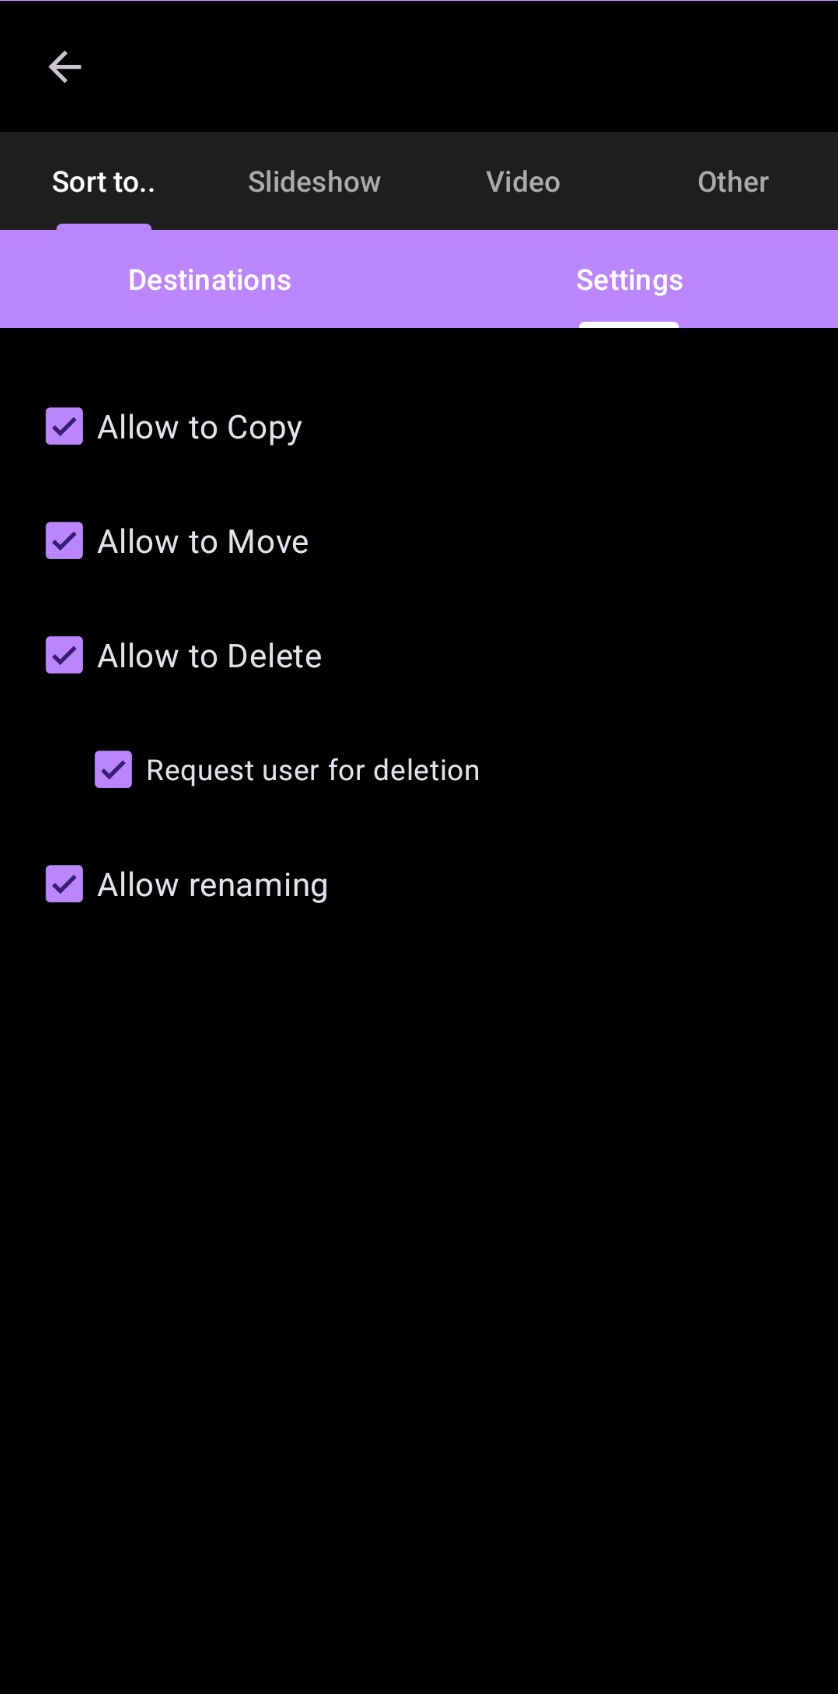 Sort to..
Slideshow
Video
Other
Destinations
Settings
Allow to Copy
Allow to Move
Allow to Delete
Request user for deletion
Allow renaming